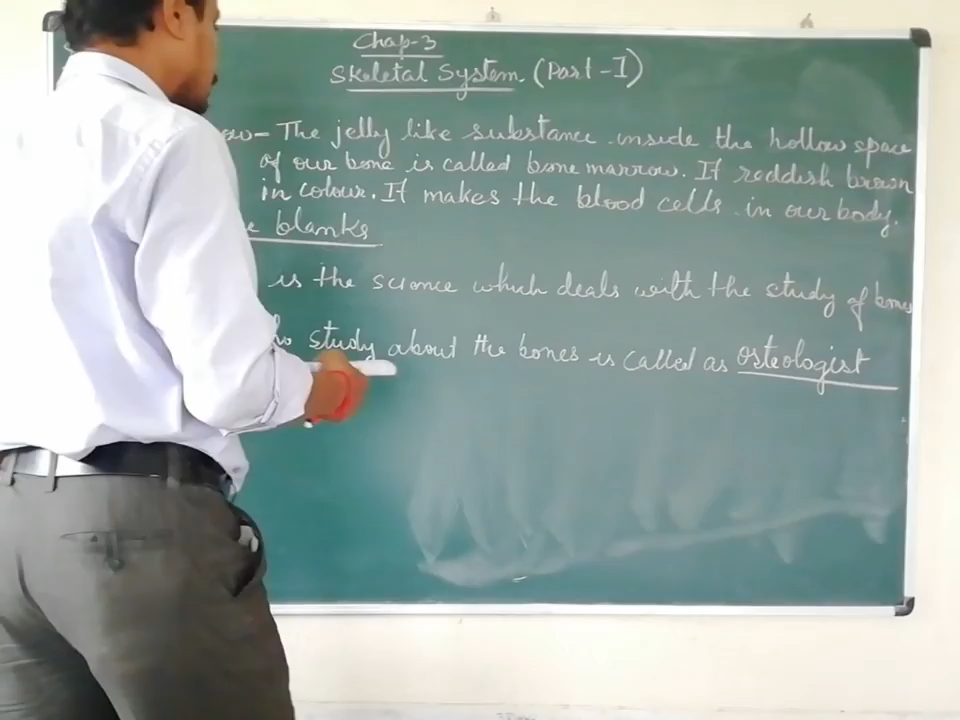 Chap-3
Skeletal System. (Part-I)
ow- The jelly like substance inside the hollow space
of our bone is called bone marrow. It reddish brown
in colour. It makes the blood cells in our body.
e blanks
is the science which deals with the study of bones
ho study about the bones is called as Osteologist